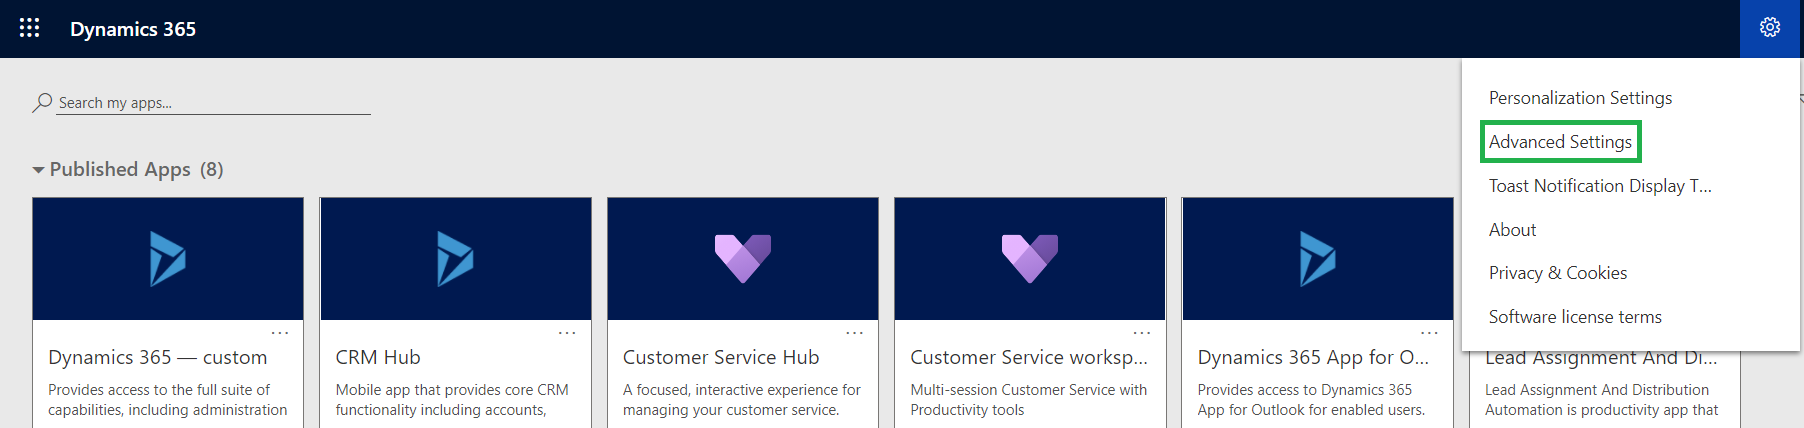 Dynamics 365
Search my apps...
Personalization Settings
Advanced Settings
Toast Notification Display T...
About
Privacy & Cookies
Software license terms
Published Apps (8)
Dynamics 365 — custom
Provides access to the full suite of
capabilities, including administration
CRM Hub
Mobile app that provides core CRM
functionality including accounts,
Customer Service Hub
A focused, interactive experience for
managing your customer service.
Customer Service worksp...
Multi-session Customer Service with
Productivity tools
Dynamics 365 App for O...
Provides access to Dynamics 365
App for Outlook for enabled users.
Lead Assignment And Di...
Lead Assignment And Distribution
Automation is productivity app that